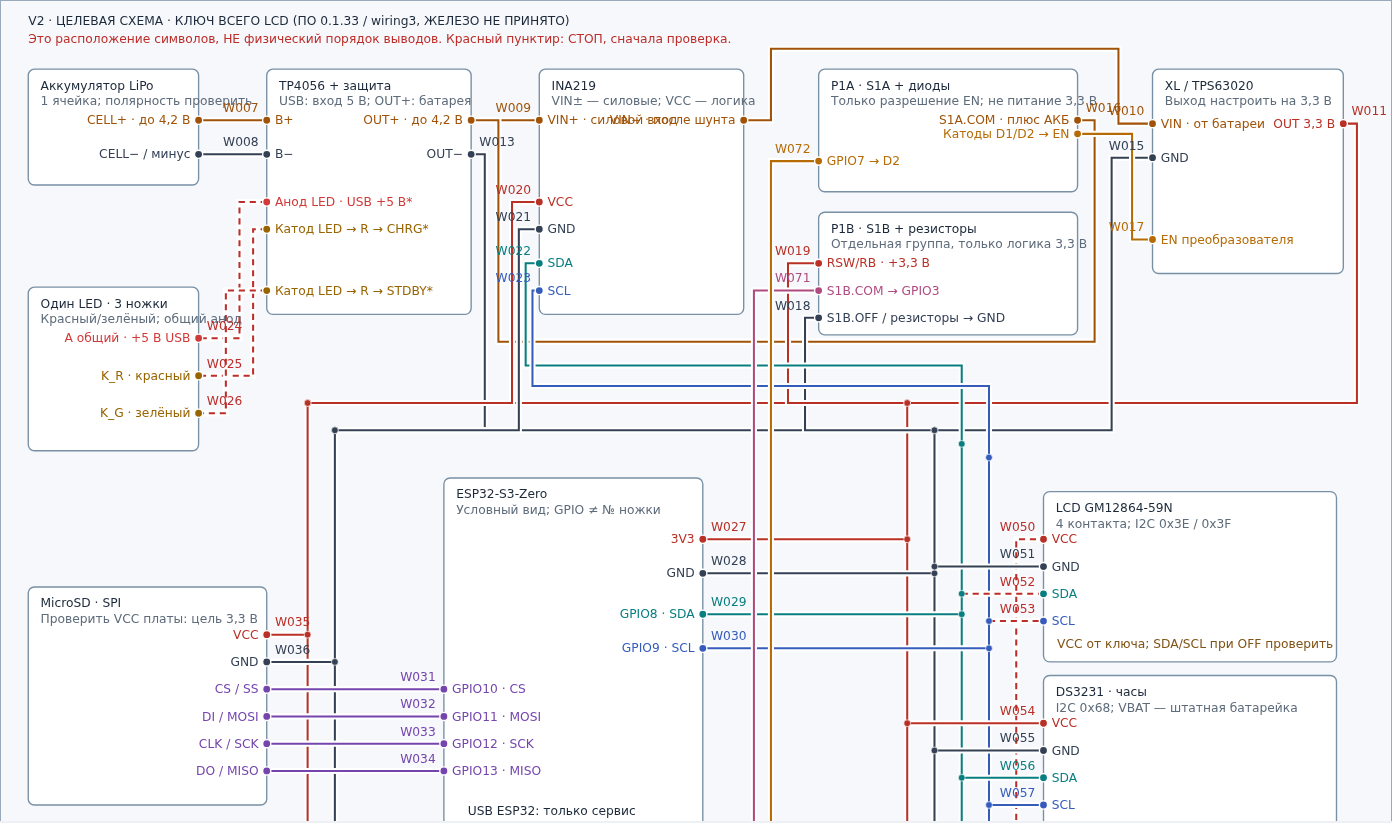 V2 · ЦЕЛЕВАЯ СХЕМА · КЛЮЧ ВСЕГО LCD (ПО 0.1.33 / wiring3, ЖЕЛЕЗО НЕ ПРИНЯТО)
Это расположение символов, НЕ физический порядок выводов. Красный пунктир: СТОП, сначала проверка.
Аккумулятор LiPo
1 ячейка; полярность проверить
CELL+ · до 4,2 В
CELL− / минус
W007
W008
TP4056 + защита
USB: вход 5 В; OUT+: батарея
B+
OUT+ · до 4,2 В
B−
OUT−
Анод LED · USB +5 В*
Катод LED → R → CHRG*
Катод LED → R → STDBY*
W009
W013
INA219
VIN± — силовые; VCC — логика
VIN+ · силовой вход
VIN− · после шунта
W020
VCC
W021
GND
W022
SDA
W023
SCL
P1A · S1A + диоды
Только разрешение EN; не питание 3,3 В
S1A.COM · плюс АКБ
Катоды D1/D2 → EN
W072
GPIO7 → D2
W016
W010
XL / TPS63020
Выход настроить на 3,3 В
VIN · от батареи
OUT 3,3 В
W011
W015
GND
W017
EN преобразователя
P1B · S1B + резисторы
Отдельная группа, только логика 3,3 В
W019
RSW/RB · +3,3 В
W071
S1B.COM → GPIO3
W018
S1B.OFF / резисторы → GND
Один LED · 3 ножки
Красный/зелёный; общий анод
A общий · +5 В USB
W024
K_R · красный
W025
K_G · зелёный
W026
ESP32-S3-Zero
Условный вид; GPIO ≠ № ножки
3V3
W027
GND
W028
GPIO8 · SDA
W029
GPIO9 · SCL
W030
GPIO10 · CS
GPIO11 · MOSI
GPIO12 · SCK
GPIO13 · MISO
USB ESP32: только сервис
MicroSD · SPI
Проверить VCC платы: цель 3,3 В
VCC
W035
GND
W036
CS / SS
W031
DI / MOSI
W032
CLK / SCK
W033
DO / MISO
W034
LCD GM12864-59N
4 контакта; I2C 0x3E / 0x3F
W050
VCC
W051
GND
W052
SDA
W053
SCL
VCC от ключа; SDA/SCL при OFF проверить
DS3231 · часы
I2C 0x68; VBAT — штатная батарейка
W054
VCC
W055
GND
W056
SDA
W057
SCL